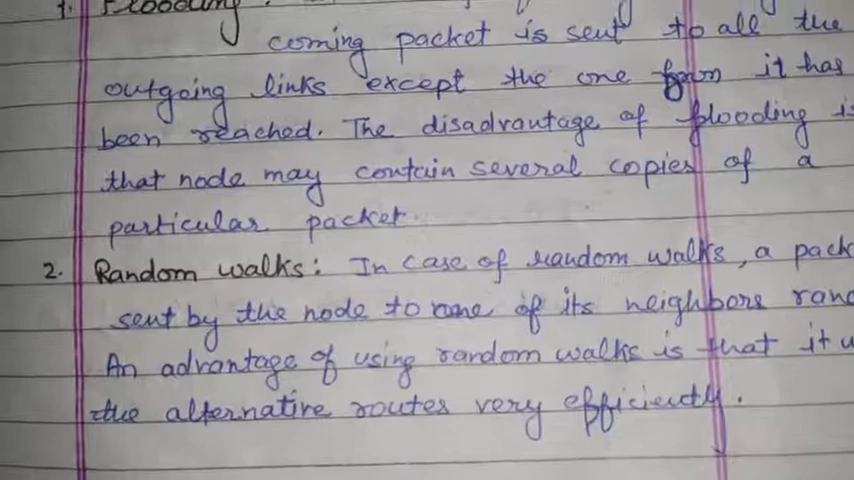 1. Flooding:
coming packet is sent to all the
outgoing links except the one from it has
been reached. The disadvantage of flooding is
that node may contain several copies of a
particular packet.
2. Random walks: In case of random walks, a pack
sent by the node to one of its neighbors rand
An advantage of using random walks is that it u
the alternative routes very efficiently.